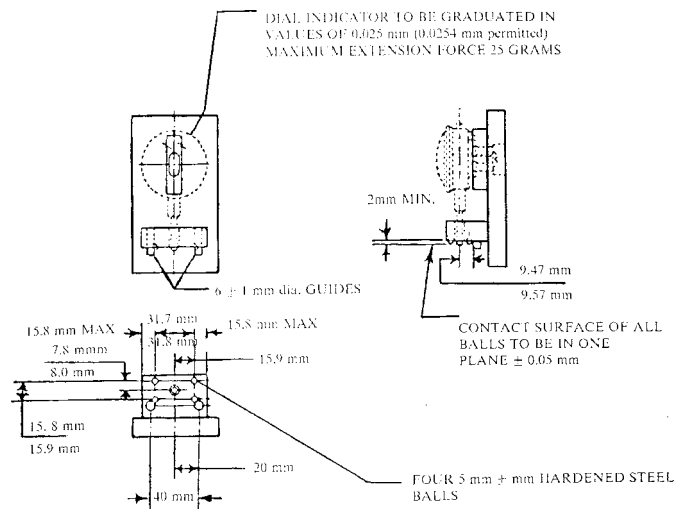 DIAL INDICATOR TO BE GRADUATED IN
VALUES OF 0.025 mm (0.0254 mm permitted)
MAXIMUM EXTENSION FORCE 25 GRAMS
2mm MIN.
6 ± 1 mm dia. GUIDES
9.47 mm
9.57 mm
31.7 mm
15.8 mm MAX
15.8 mm MAX
31.8 mm
7.8 mmm
8.0 mm
15.9 mm
CONTACT SURFACE OF ALL
BALLS TO BE IN ONE
PLANE ± 0.05 mm
15. 8 mm
15.9 mm
20 mm
40 mm
FOUR 5 mm ± mm HARDENED STEEL
BALLS